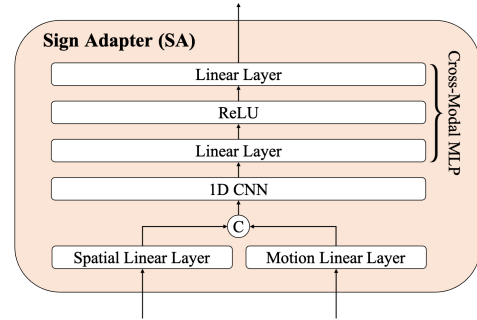 Sign Adapter (SA)
Linear Layer
ReLU
Linear Layer
Cross-Modal MLP
1D CNN
C
Spatial Linear Layer
Motion Linear Layer